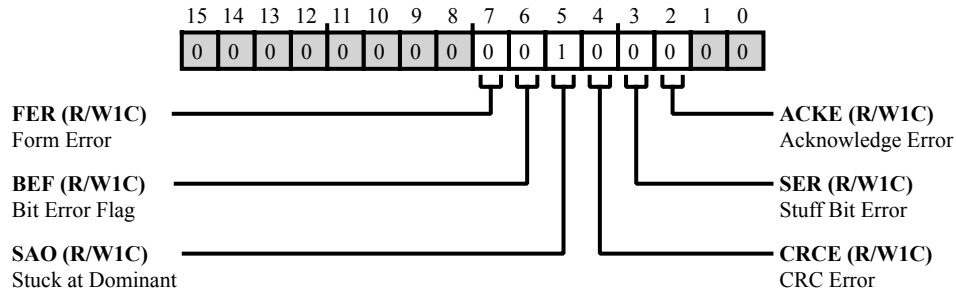 15 14 13 12 11 10 9 8 7 6 5 4 3 2 1 0
0 0 0 0 0 0 0 0 0 0 1 0 0 0 0 0
FER (R/W1C)
Form Error
BEF (R/W1C)
Bit Error Flag
SAO (R/W1C)
Stuck at Dominant
ACKE (R/W1C)
Acknowledge Error
SER (R/W1C)
Stuff Bit Error
CRCE (R/W1C)
CRC Error